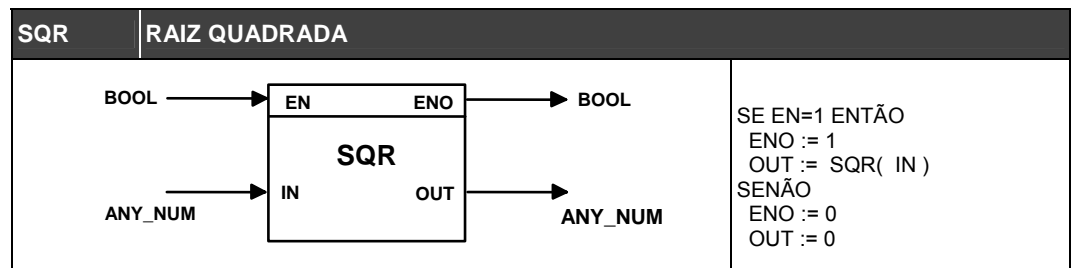 SQR RAIZ QUADRADA
BOOL EN ENO BOOL
SQR
IN OUT
ANY_NUM ANY_NUM
SE EN=1 ENTÃO
ENO := 1
OUT := SQR( IN )
SENÃO
ENO := 0
OUT := 0